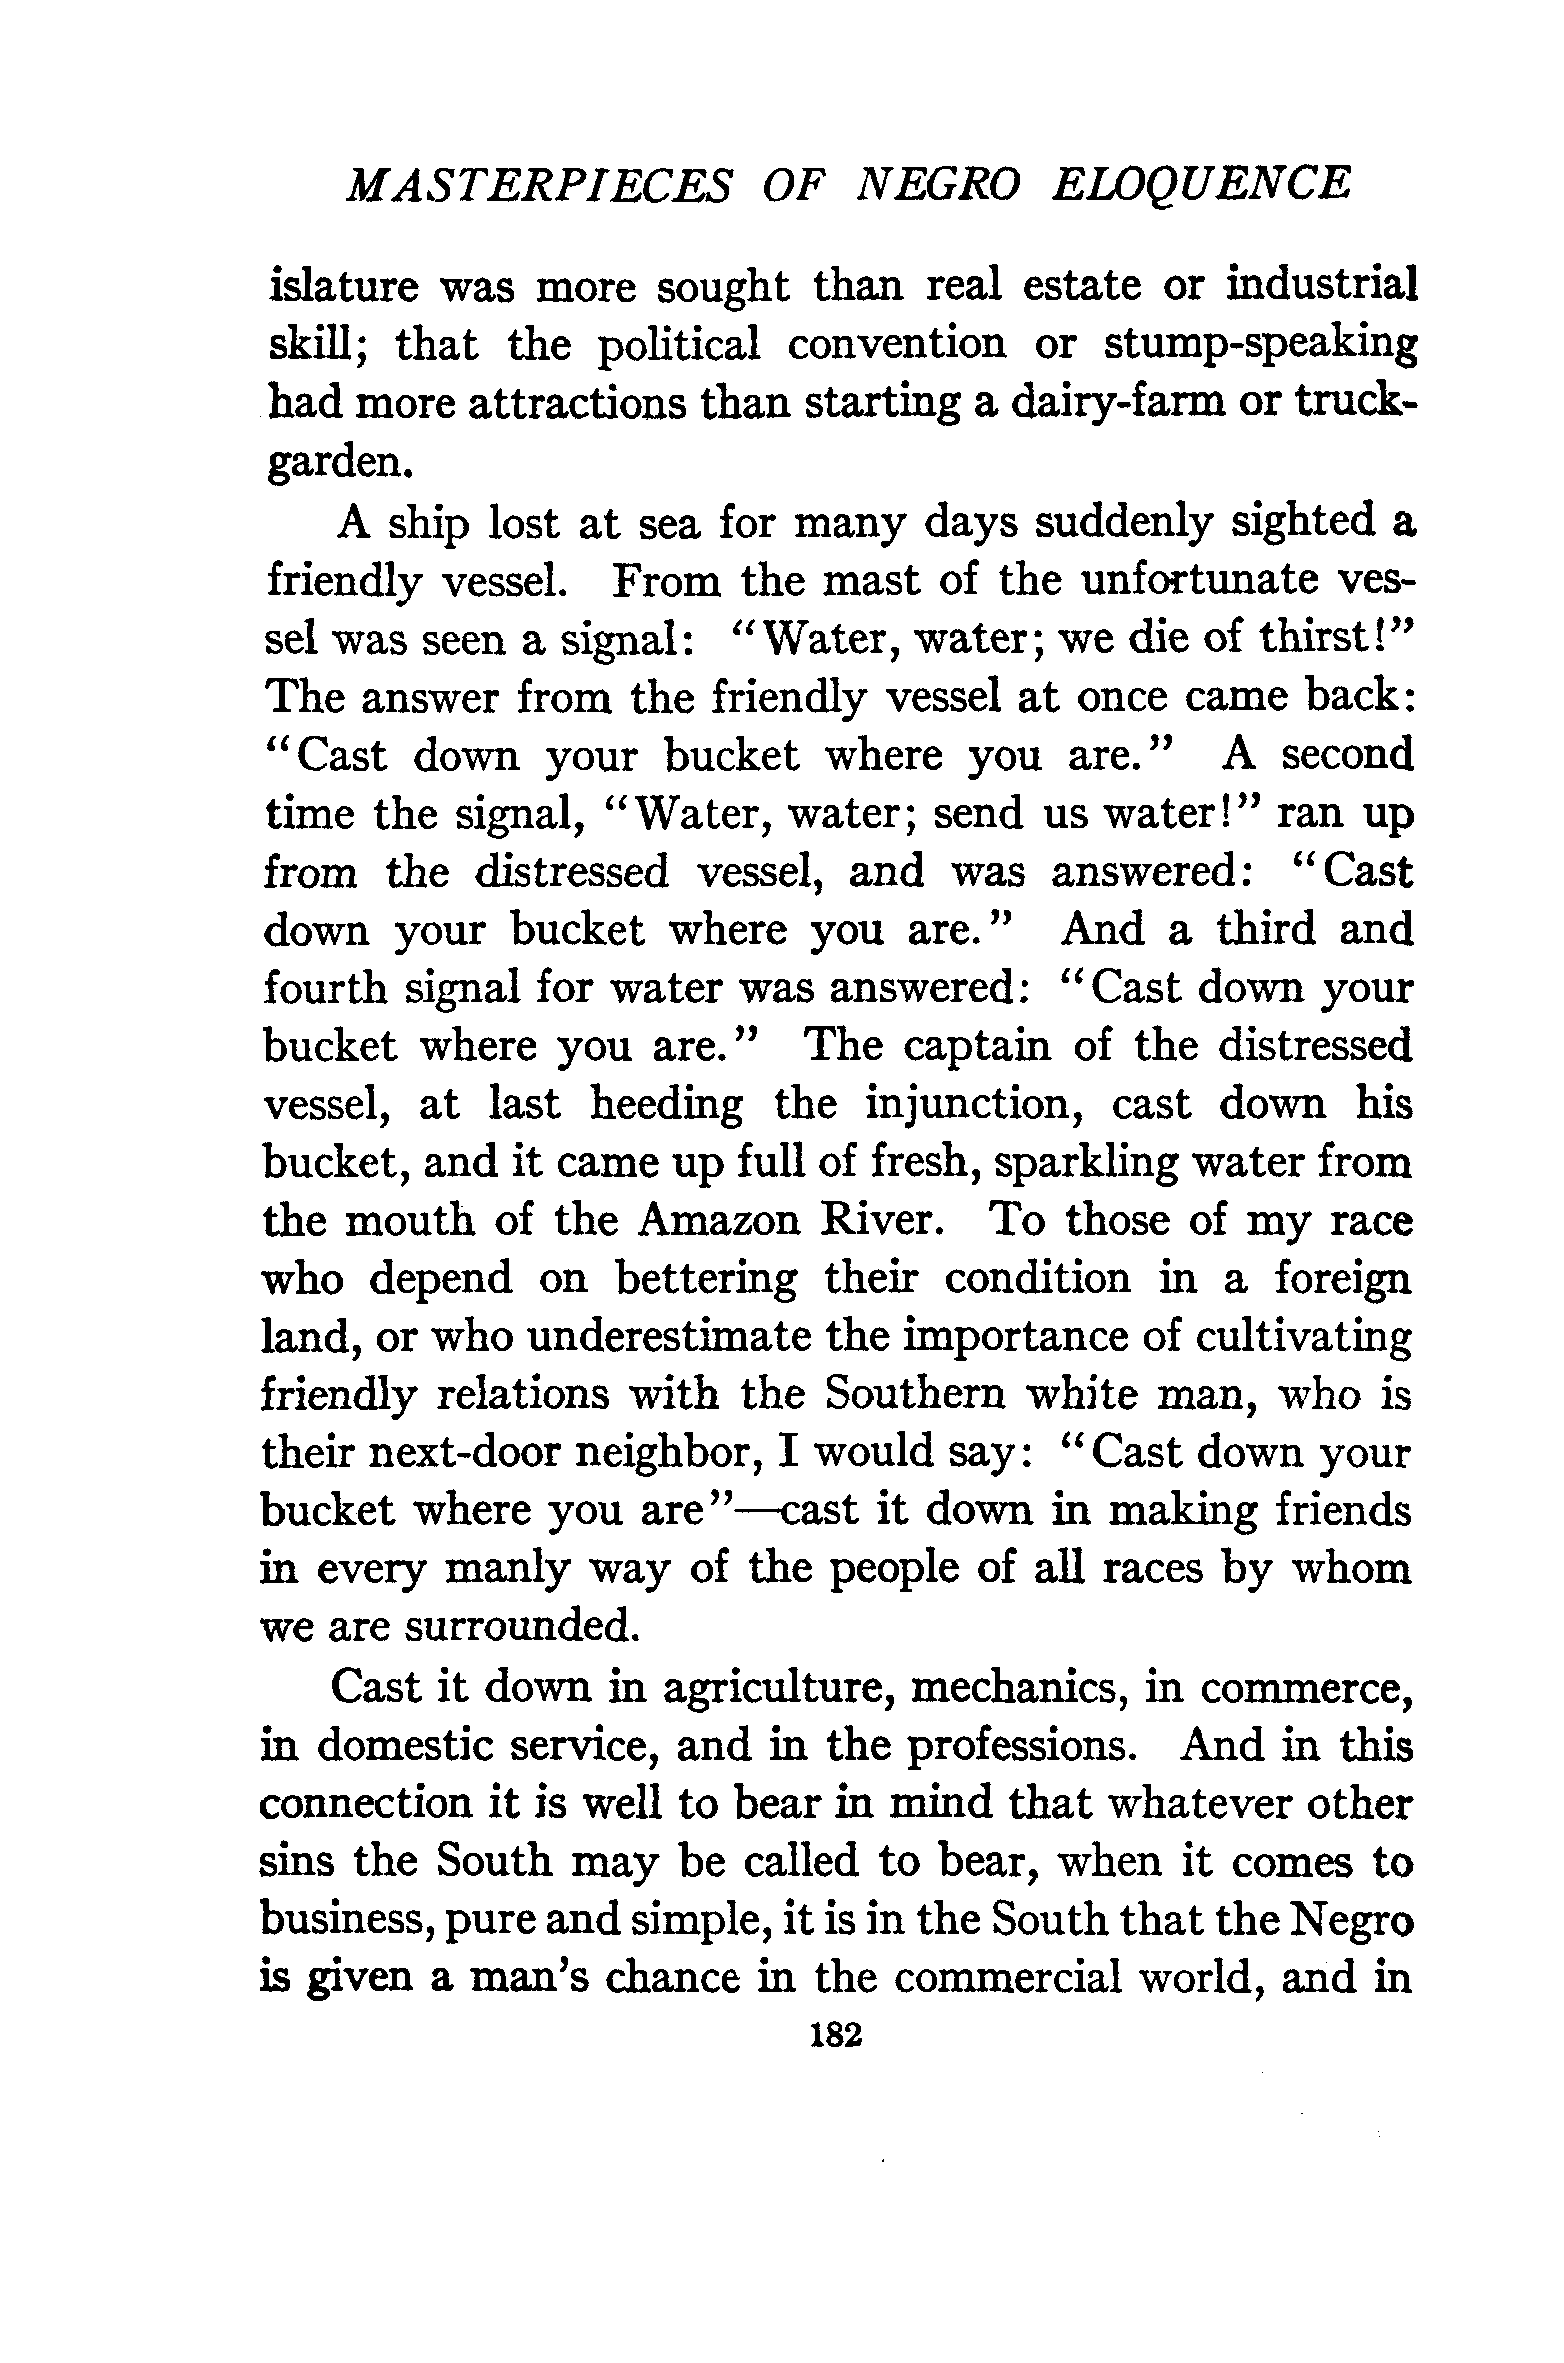 MASTERPIECES OF NEGRO ELOQUENCE
islature was more sought than real estate or industrial
skill; that the political convention or stump-speaking
had more attractions than starting a dairy-farm or truck-
garden.
A ship lost at sea for many days suddenly sighted a
friendly vessel. From the mast of the unfortunate ves-
sel was seen a signal: "Water, water; we die of thirst!"
The answer from the friendly vessel at once came back:
"Cast down your bucket where you are." A second
time the signal, "Water, water; send us water!" ran up
from the distressed vessel, and was answered: "Cast
down your bucket where you are." And a third and
fourth signal for water was answered: "Cast down your
bucket where you are." The captain of the distressed
vessel, at last heeding the injunction, cast down his
bucket, and it came up full of fresh, sparkling water from
the mouth of the Amazon River. To those of my race
who depend on bettering their condition in a foreign
land, or who underestimate the importance of cultivating
friendly relations with the Southern white man, who is
their next-door neighbor, I would say: "Cast down your
bucket where you are"—cast it down in making friends
in every manly way of the people of all races by whom
we are surrounded.
Cast it down in agriculture, mechanics, in commerce,
in domestic service, and in the professions. And in this
connection it is well to bear in mind that whatever other
sins the South may be called to bear, when it comes to
business, pure and simple, it is in the South that the Negro
is given a man's chance in the commercial world, and in
182